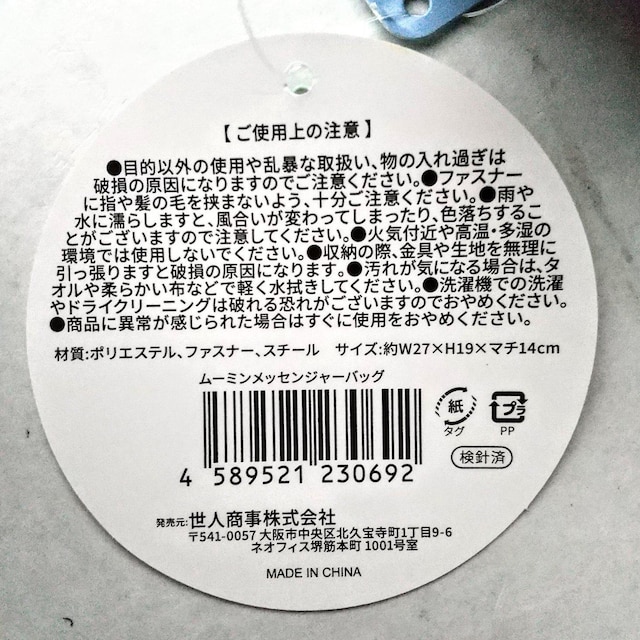 【ご使用上の注意】
●目的以外の使用や乱暴な取扱い、物の入れ過ぎは
破損の原因になりますのでご注意ください。●ファスナー
に指や髪の毛を挟まないよう、十分ご注意ください。●雨や
水に濡らしますと、風合いが変わってしまったり、色落ちするこ
とがございますので注意してください。●火気付近や高温・多湿の
環境では使用しないでください。●収納の際、金具や生地を無理に
引っ張りますと破損の原因になります。●汚れが気になる場合は、タ
オルや柔らかい布などで軽く水拭きしてください。●洗濯機での洗濯
やドライクリーニングは破れる恐れがございますのでおやめください。
●商品に異常が感じられた場合はすぐに使用をおやめください。
材質:ポリエステル、ファスナー、スチール サイズ:約W27×H19×マチ14cm
ムーミンメッセンジャーバッグ
4 589521 230692
紙
タグ
プラ
PP
検針済
発売元:世人商事株式会社
〒541-0057 大阪市中央区北久宝寺町1丁目9-6
ネオフィス堺筋本町 1001号室
MADE IN CHINA